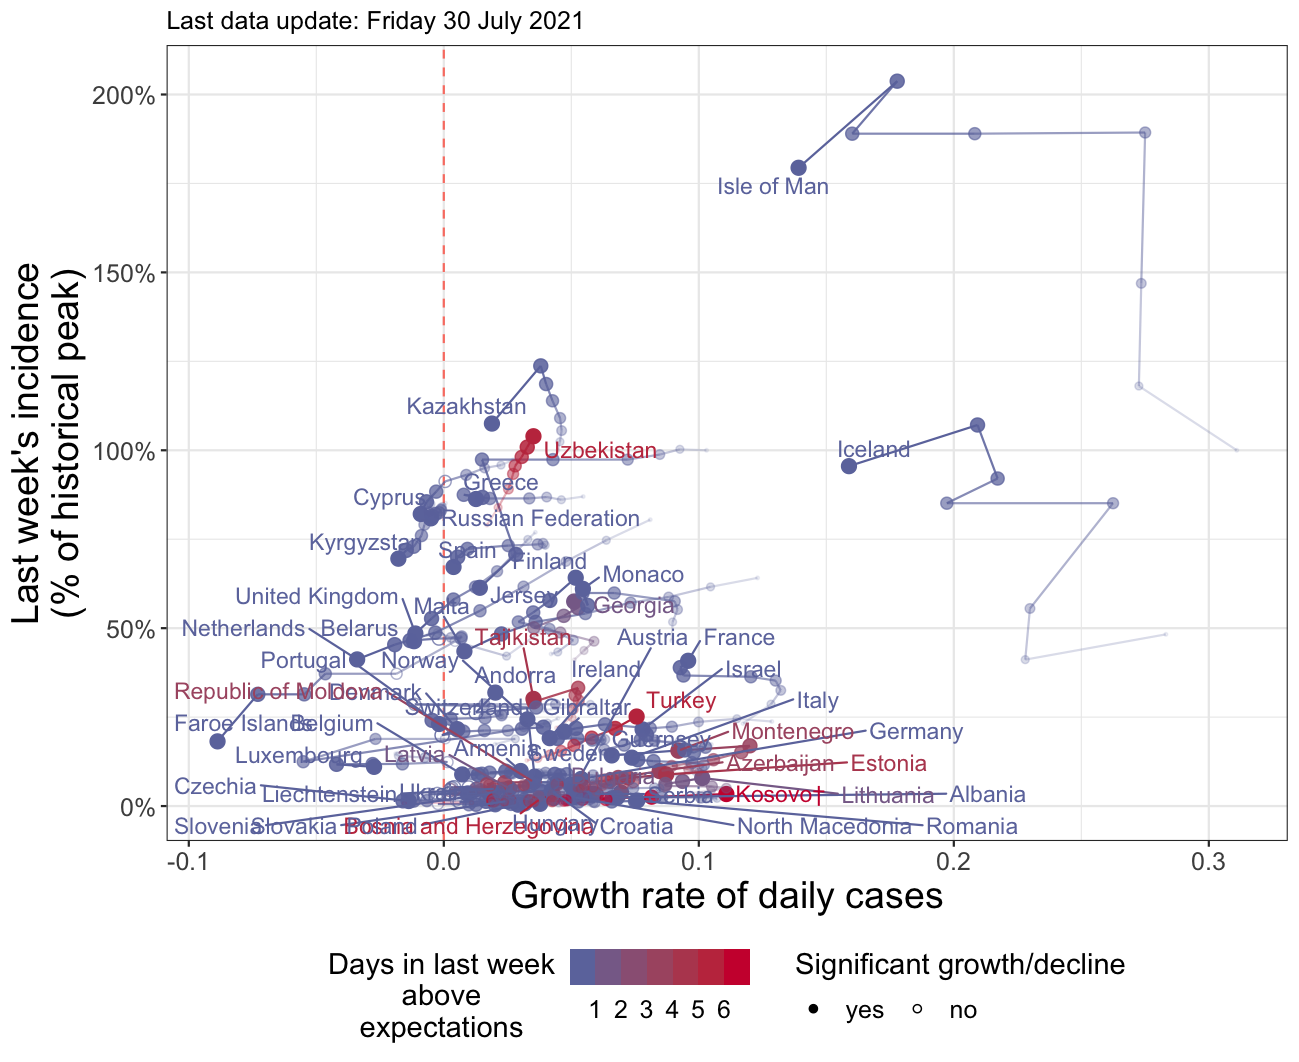 Last data update: Friday 30 July 2021
Last week's incidence
(% of historical peak)
200%
150%
100%
50%
0%
Isle of Man
Kazakhstan
Uzbekistan
Iceland
Greece
Cyprus
Russian Federation
Kyrgyzstan
Spain
Finland
Monaco
United Kingdom
Jersey
Malta
Georgia
Netherlands
Belarus
Tajikistan
Austria
France
Portugal
Norway
Ireland
Israel
Andorra
Republic of Moldova
Denmark
Turkey
Italy
Switzerland
Gibraltar
Faroe Islands
Belgium
Montenegro
Germany
Guernsey
Luxembourg
Latvia
Armenia
Sweden
Azerbaijan
Estonia
Czechia
Liechtenstein
Kosovo†
Lithuania
Albania
Slovenia
Slovakia
Poland
Bosnia and Herzegovina
Hungary
Croatia
North Macedonia
Romania
-0.1
0.0
0.1
0.2
0.3
Growth rate of daily cases
Days in last week
above
expectations
1 2 3 4 5 6
Significant growth/decline
yes
no